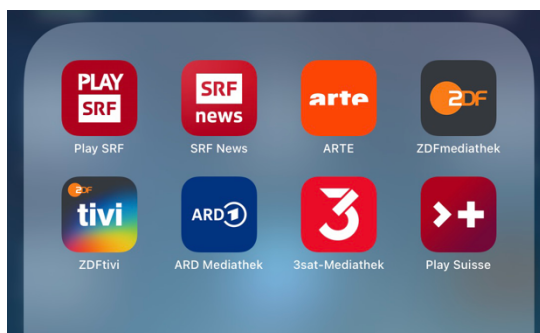 PLAY
SRF
Play SRF
SRF
news
SRF News
arte
ARTE
ZDF
ZDFmediathek
ZDF
tivi
ZDFtivi
ARD 1
ARD Mediathek
3
3sat-Mediathek
>+
Play Suisse